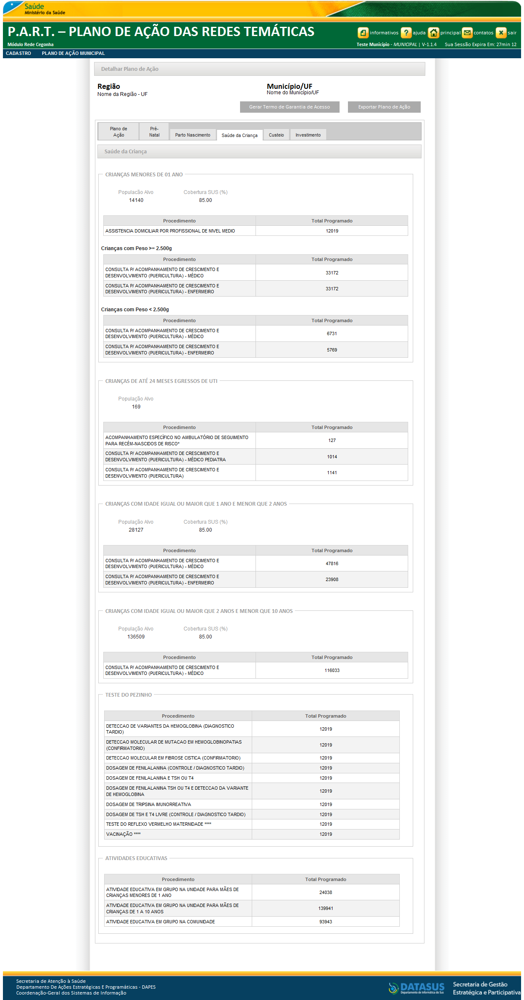 Saúde
Ministério da Saúde
P.A.R.T. – PLANO DE AÇÃO DAS REDES TEMÁTICAS
informativos ? ajuda principal contatos sair
Módulo Rede Cegonha
Teste Município - MUNICIPAL | V-1.1.4 Sua Sessão Expira Em: 27min 12
CADASTRO PLANO DE AÇÃO MUNICIPAL
Detalhar Plano de Ação
Região Município/UF
Nome da Região - UF Nome do Município/UF
Gerar Termo de Garantia de Acesso Exportar Plano de Ação
Plano de Ação Pré-Natal Parto Nascimento Saúde da Criança Custeio Investimento
Saúde da Criança
CRIANÇAS MENORES DE 01 ANO
Populacão Alvo Cobertura SUS (%)
14140 85.00
Procedimento Total Programado
ASSISTENCIA DOMICILIAR POR PROFISSIONAL DE NIVEL MEDIO 12019
Crianças com Peso >= 2.500g
Procedimento Total Programado
CONSULTA P/ ACOMPANHAMENTO DE CRESCIMENTO E
DESENVOLVIMENTO (PUERICULTURA) - MÉDICO 33172
CONSULTA P/ ACOMPANHAMENTO DE CRESCIMENTO E
DESENVOLVIMENTO (PUERICULTURA) - ENFERMEIRO 33172
Crianças com Peso < 2.500g
Procedimento Total Programado
CONSULTA P/ ACOMPANHAMENTO DE CRESCIMENTO E
DESENVOLVIMENTO (PUERICULTURA) - MÉDICO 6731
CONSULTA P/ ACOMPANHAMENTO DE CRESCIMENTO E
DESENVOLVIMENTO (PUERICULTURA) - ENFERMEIRO 5769
CRIANÇAS DE ATÉ 24 MESES EGRESSOS DE UTI
População Alvo
169
Procedimento Total Programado
ACOMPANHAMENTO ESPECÍFICO NO AMBULATÓRIO DE SEGUIMENTO
PARA RECÉM-NASCIDOS DE RISCO* 127
CONSULTA P/ ACOMPANHAMENTO DE CRESCIMENTO E
DESENVOLVIMENTO (PUERICULTURA) - MÉDICO PEDIATRA 1014
CONSULTA P/ ACOMPANHAMENTO DE CRESCIMENTO E
DESENVOLVIMENTO (PUERICULTURA) 1141
CRIANÇAS COM IDADE IGUAL OU MAIOR QUE 1 ANO E MENOR QUE 2 ANOS
População Alvo Cobertura SUS (%)
28127 85.00
Procedimento Total Programado
CONSULTA P/ ACOMPANHAMENTO DE CRESCIMENTO E
DESENVOLVIMENTO (PUERICULTURA) - MÉDICO 47816
CONSULTA P/ ACOMPANHAMENTO DE CRESCIMENTO E
DESENVOLVIMENTO (PUERICULTURA) - ENFERMEIRO 23908
CRIANÇAS COM IDADE IGUAL OU MAIOR QUE 2 ANOS E MENOR QUE 10 ANOS
População Alvo Cobertura SUS (%)
136509 85.00
Procedimento Total Programado
CONSULTA P/ ACOMPANHAMENTO DE CRESCIMENTO E
DESENVOLVIMENTO (PUERICULTURA) - MÉDICO 116033
TESTE DO PEZINHO
Procedimento Total Programado
DETECCAO DE VARIANTES DA HEMOGLOBINA (DIAGNOSTICO
TARDIO) 12019
DETECCAO MOLECULAR DE MUTACAO EM HEMOGLOBINOPATIAS
(CONFIRMATORIO) 12019
DETECCAO MOLECULAR EM FIBROSE CISTICA (CONFIRMATORIO) 12019
DOSAGEM DE FENILALANINA (CONTROLE / DIAGNOSTICO TARDIO) 12019
DOSAGEM DE FENILALANINA E TSH OU T4 12019
DOSAGEM DE FENILALANINA TSH OU T4 E DETECCAO DA VARIANTE
DE HEMOGLOBINA 12019
DOSAGEM DE TRIPSINA IMUNORREATIVA 12019
DOSAGEM DE TSH E T4 LIVRE (CONTROLE / DIAGNOSTICO TARDIO) 12019
TESTE DO REFLEXO VERMELHO MATERNIDADE **** 12019
VACINAÇÃO **** 12019
ATIVIDADES EDUCATIVAS
Procedimento Total Programado
ATIVIDADE EDUCATIVA EM GRUPO NA UNIDADE PARA MÃES DE
CRIANÇAS MENORES DE 1 ANO 24038
ATIVIDADE EDUCATIVA EM GRUPO NA UNIDADE PARA MÃES DE
CRIANÇAS DE 1 A 10 ANOS 139941
ATIVIDADE EDUCATIVA EM GRUPO NA COMUNIDADE 93943
Secretaria de Atenção à Saúde
Departamento De Ações Estratégicas E Programáticas - DAPES
Coordenação-Geral dos Sistemas de Informação
DATASUS
Departamento de Informática do Sus
Secretaria de Gestão
Estratégica e Participativa